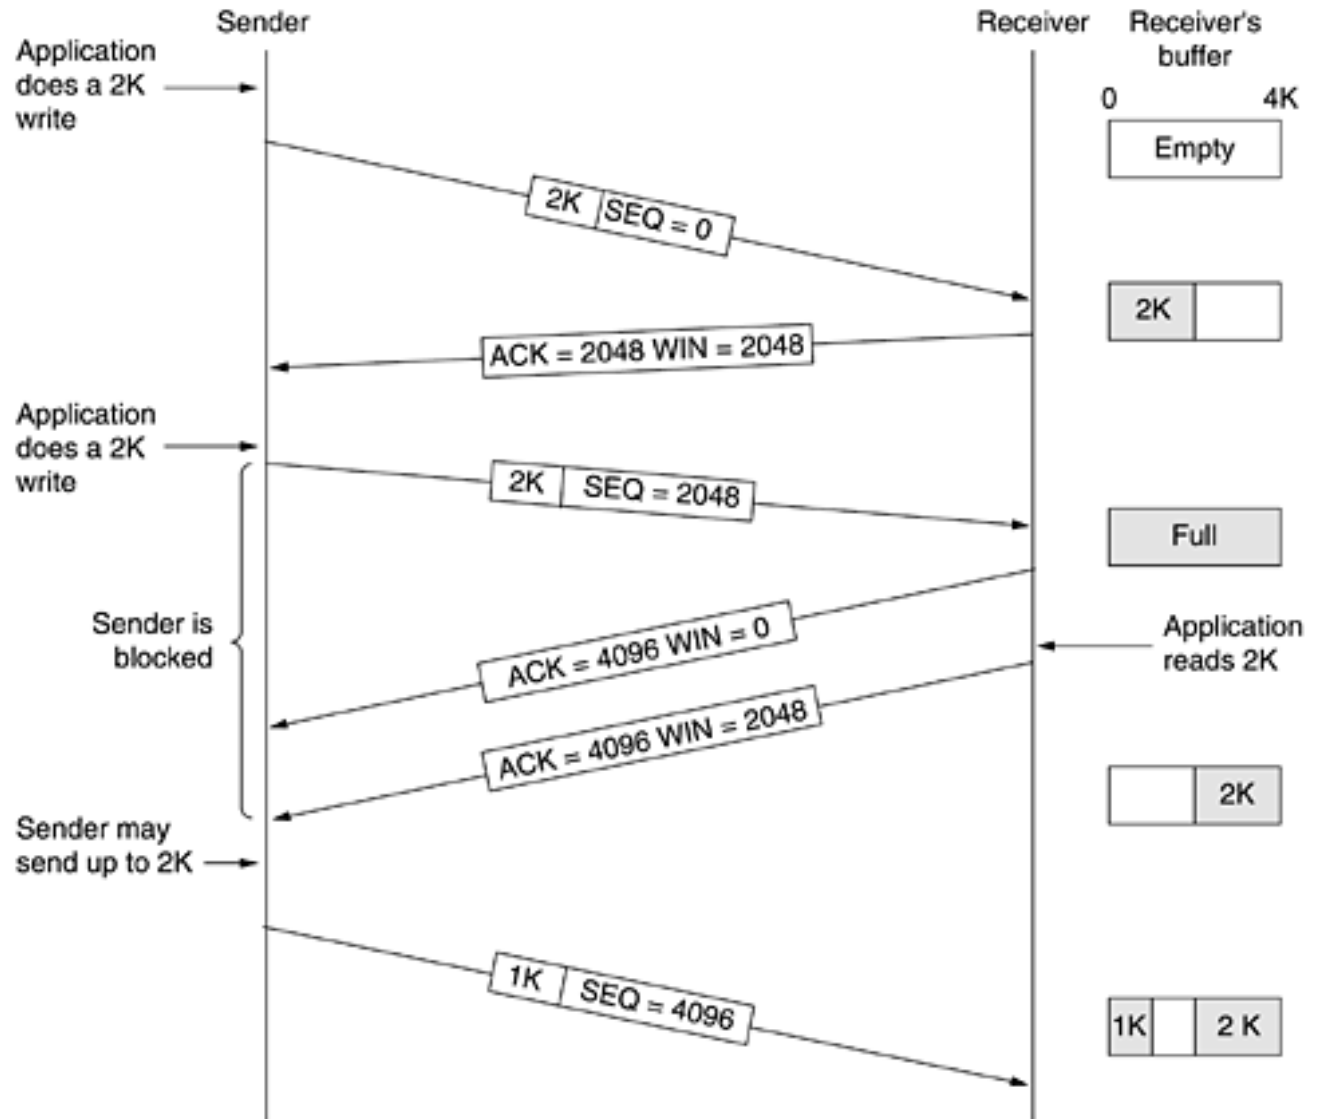 Sender
Receiver
Receiver's
buffer
Application
does a 2K
write
0
4K
Empty
2K
SEQ = 0
2K
ACK = 2048 WIN = 2048
Application
does a 2K
write
2K
SEQ = 2048
Full
Sender is
blocked
ACK = 4096 WIN = 0
Application
reads 2K
ACK = 4096 WIN = 2048
2K
Sender may
send up to 2K
1K
SEQ = 4096
1K
2 K